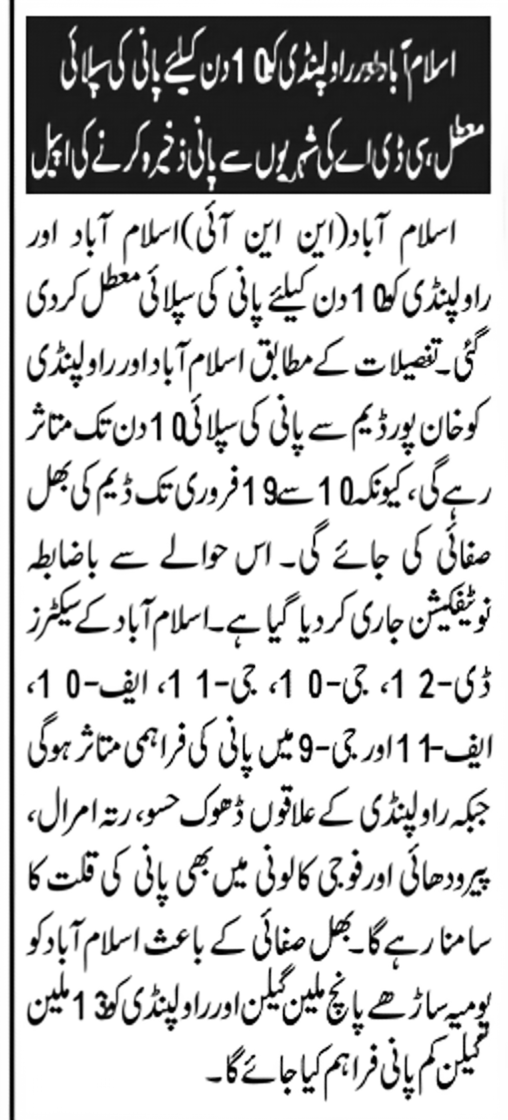 اسلام آباد اور راولپنڈی کو 10 دن کیلئے پانی کی سپلائی
معطل، سی ڈی اے کی شہریوں سے پانی ذخیرہ کرنے کی اپیل
اسلام آباد (این این آئی) اسلام آباد اور
راولپنڈی کو 10 دن کیلئے پانی کی سپلائی معطل کر دی
گئی۔ تفصیلات کے مطابق اسلام آباد اور راولپنڈی
کو خان پور ڈیم سے پانی کی سپلائی 10 دن تک متاثر
رہے گی، کیونکہ 10 سے 19 فروری تک ڈیم کی بھل
صفائی کی جائے گی۔ اس حوالے سے باضابطہ
نوٹیفکیشن جاری کر دیا گیا ہے۔ اسلام آباد کے سیکٹرز
ڈی-12، جی-10، جی-11، ایف-10،
ایف-11 اور جی-9 میں پانی کی فراہمی متاثر ہوگی
جبکہ راولپنڈی کے علاقوں ڈھوک حسو، رتہ امرال،
پیرودھائی اور فوجی کالونی میں بھی پانی کی قلت کا
سامنا رہے گا۔ بھل صفائی کے باعث اسلام آباد کو
یومیہ ساڑھے پانچ ملین گیلن اور راولپنڈی کو 13 ملین
گیلن کم پانی فراہم کیا جائے گا۔